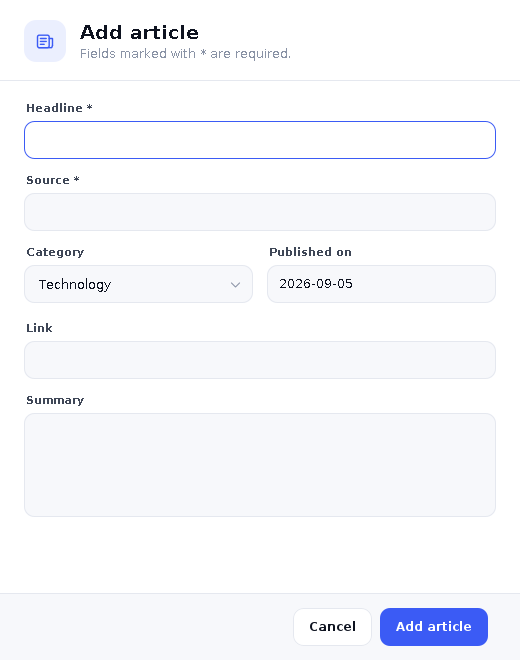 Add article
Fields marked with * are required.
Headline *
Source *
Category
Published on
Technology
2026-09-05
Link
Summary
Cancel
Add article